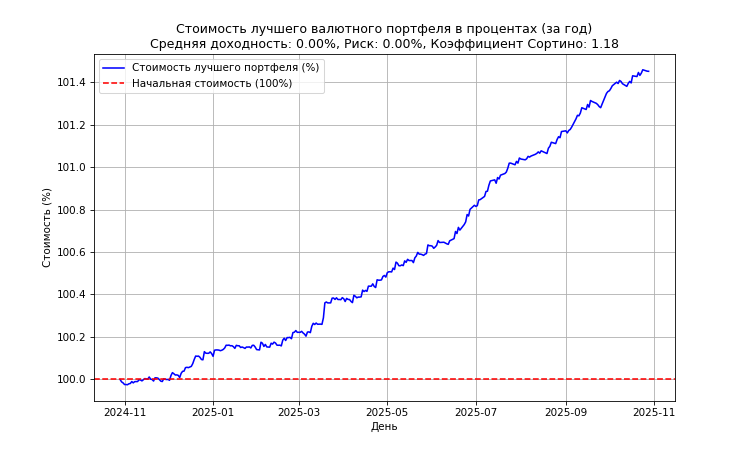 Стоимость лучшего валютного портфеля в процентах (за год)
Средняя доходность: 0.00%, Риск: 0.00%, Коэффициент Сортино: 1.18
Стоимость лучшего портфеля (%)
Начальная стоимость (100%)
Стоимость (%)
101.4
101.2
101.0
100.8
100.6
100.4
100.2
100.0
2024-11
2025-01
2025-03
2025-05
2025-07
2025-09
2025-11
День